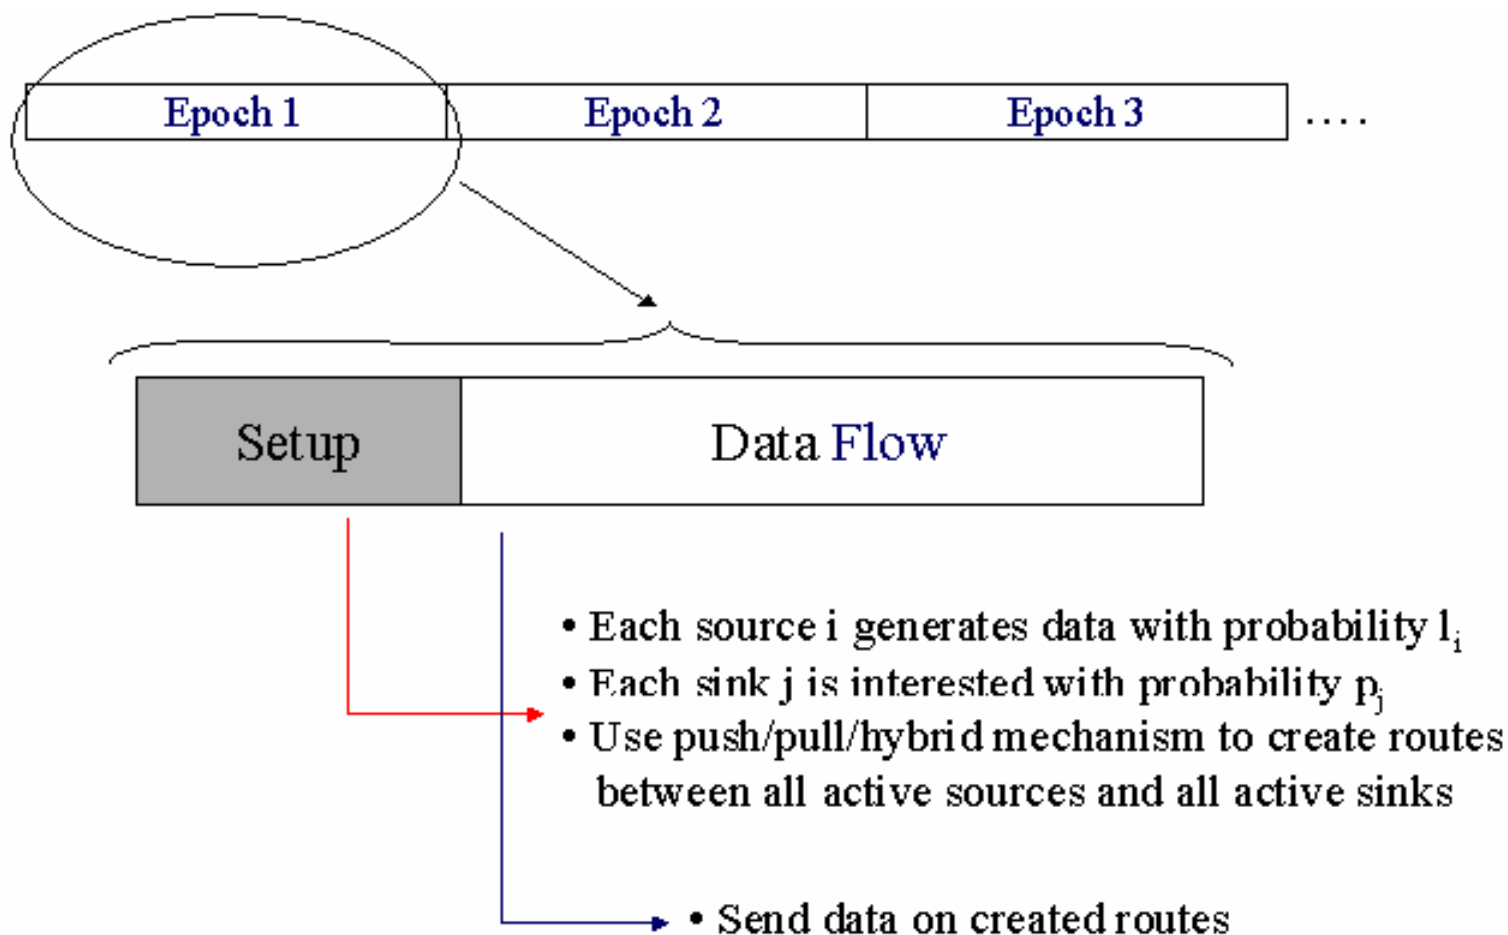 Epoch 1 Epoch 2 Epoch 3 ....
Setup Data Flow
• Each source i generates data with probability l_i
• Each sink j is interested with probability p_j
• Use push/pull/hybrid mechanism to create routes
between all active sources and all active sinks
• Send data on created routes